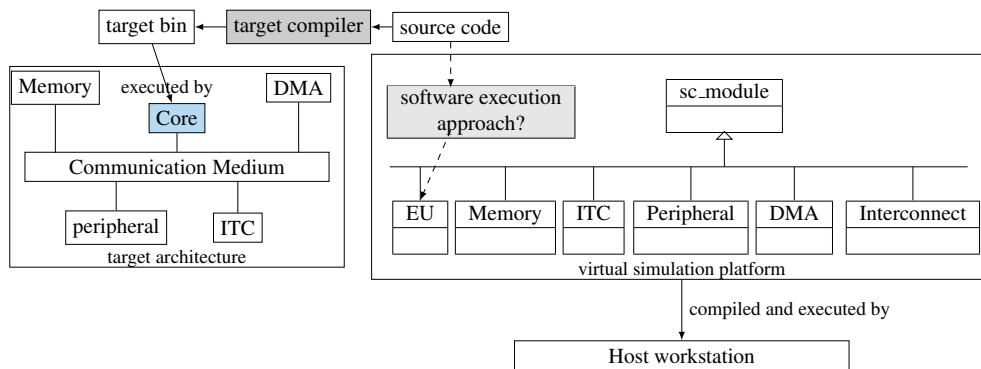 target bin
target compiler
source code
executed by
Memory
DMA
Core
Communication Medium
peripheral
ITC
target architecture
software execution
approach?
sc_module
EU
Memory
ITC
Peripheral
DMA
Interconnect
virtual simulation platform
compiled and executed by
Host workstation